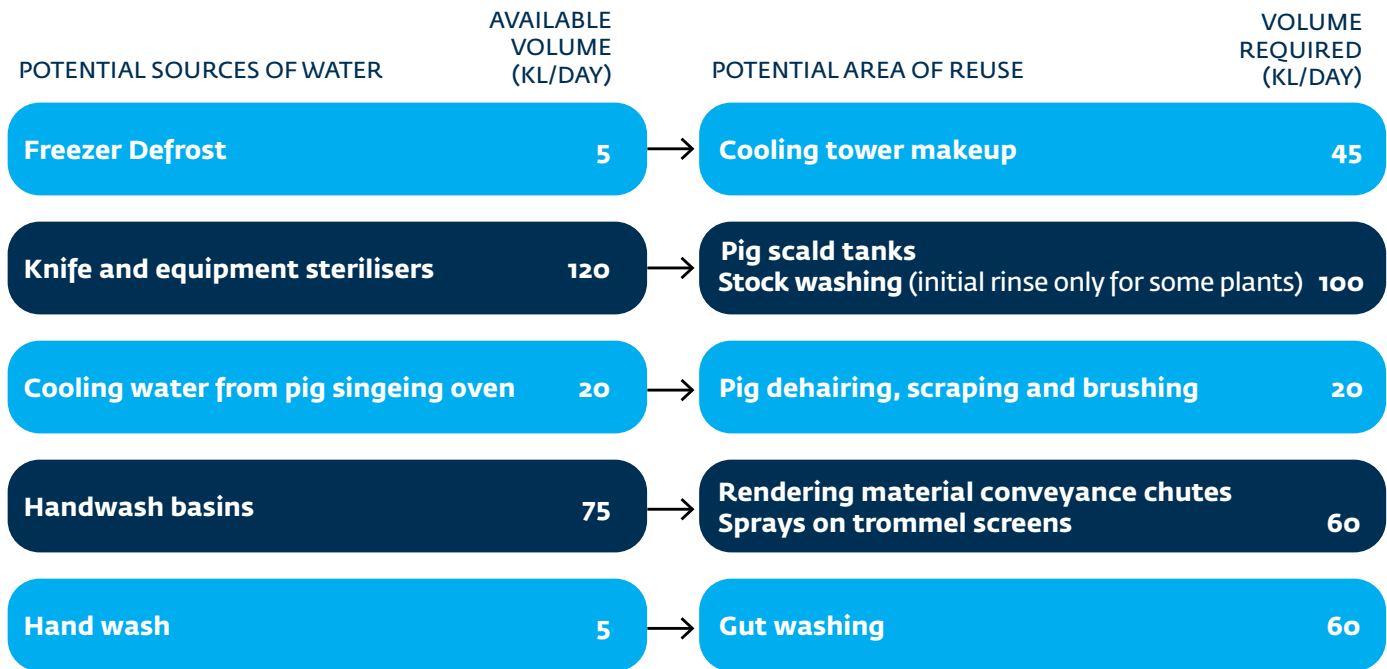 POTENTIAL SOURCES OF WATER
AVAILABLE
VOLUME
(KL/DAY)
POTENTIAL AREA OF REUSE
VOLUME
REQUIRED
(KL/DAY)
Freezer Defrost 5
Cooling tower makeup 45
Knife and equipment sterilisers 120
Pig scald tanks
Stock washing (initial rinse only for some plants) 100
Cooling water from pig singeing oven 20
Pig dehairing, scraping and brushing 20
Handwash basins 75
Rendering material conveyance chutes
Sprays on trommel screens 60
Hand wash 5
Gut washing 60